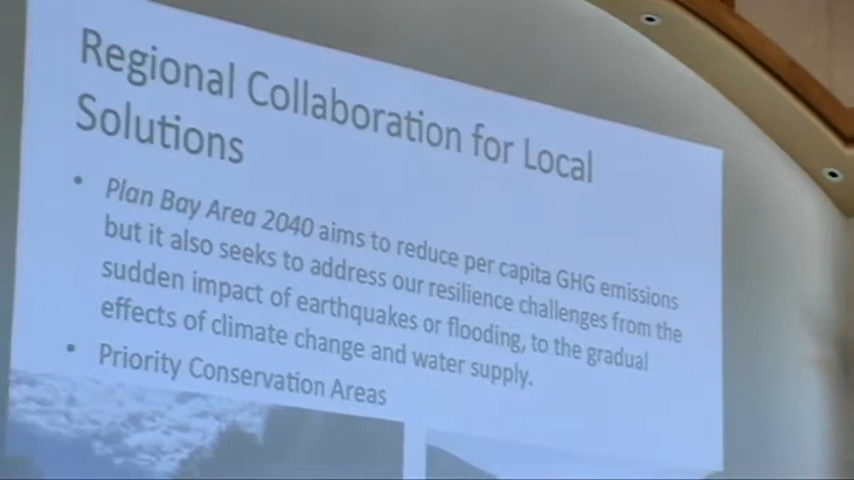 Regional Collaboration for Local
Solutions
• Plan Bay Area 2040 aims to reduce per capita GHG emissions
but it also seeks to address our resilience challenges from the
sudden impact of earthquakes or flooding, to the gradual
effects of climate change and water supply.
• Priority Conservation Areas